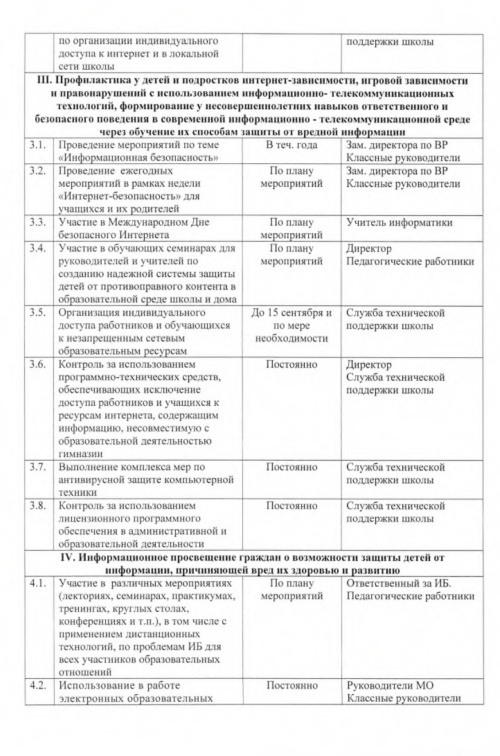 по организации индивидуального
доступа к интернет и в локальной
сети школы
поддержки школы
III. Профилактика у детей и подростков интернет-зависимости, игровой зависимости
и правонарушений с использованием информационно- телекоммуникационных
технологий, формирование у несовершеннолетних навыков ответственного и
безопасного поведения в современной информационно - телекоммуникационной среде
через обучение их способам защиты от вредной информации
3.1. Проведение мероприятий по теме В теч. года Зам. директора по ВР
«Информационная безопасность» Классные руководители
3.2. Проведение ежегодных По плану Зам. директора по ВР
мероприятий в рамках недели мероприятий Классные руководители
«Интернет-безопасность» для
учащихся и их родителей
3.3. Участие в Международном Дне По плану Учитель информатики
безопасного Интернета мероприятий
3.4. Участие в обучающих семинарах для По плану Директор
руководителей и учителей по мероприятий Педагогические работники
созданию надежной системы защиты
детей от противоправного контента в
образовательной среде школы и дома
3.5. Организация индивидуального До 15 сентября и Служба технической
доступа работников и обучающихся по мере поддержки школы
к незапрещенным сетевым необходимости
образовательным ресурсам
3.6. Контроль за использованием Постоянно Директор
программно-технических средств, Служба технической
обеспечивающих исключение поддержки школы
доступа работников и учащихся к
ресурсам интернета, содержащим
информацию, несовместимую с
образовательной деятельностью
гимназии
3.7. Выполнение комплекса мер по Постоянно Служба технической
антивирусной защите компьютерной поддержки школы
техники
3.8. Контроль за использованием Постоянно Служба технической
лицензионного программного поддержки школы
обеспечения в административной и
образовательной деятельности
IV. Информационное просвещение граждан о возможности защиты детей от
информации, причиняющей вред их здоровью и развитию
4.1. Участие в различных мероприятиях По плану Ответственный за ИБ.
(лекториях, семинарах, практикумах, мероприятий Педагогические работники
тренингах, круглых столах,
конференциях и т.п.), в том числе с
применением дистанционных
технологий, по проблемам ИБ для
всех участников образовательных
отношений
4.2. Использование в работе Постоянно Руководители МО
электронных образовательных Классные руководители